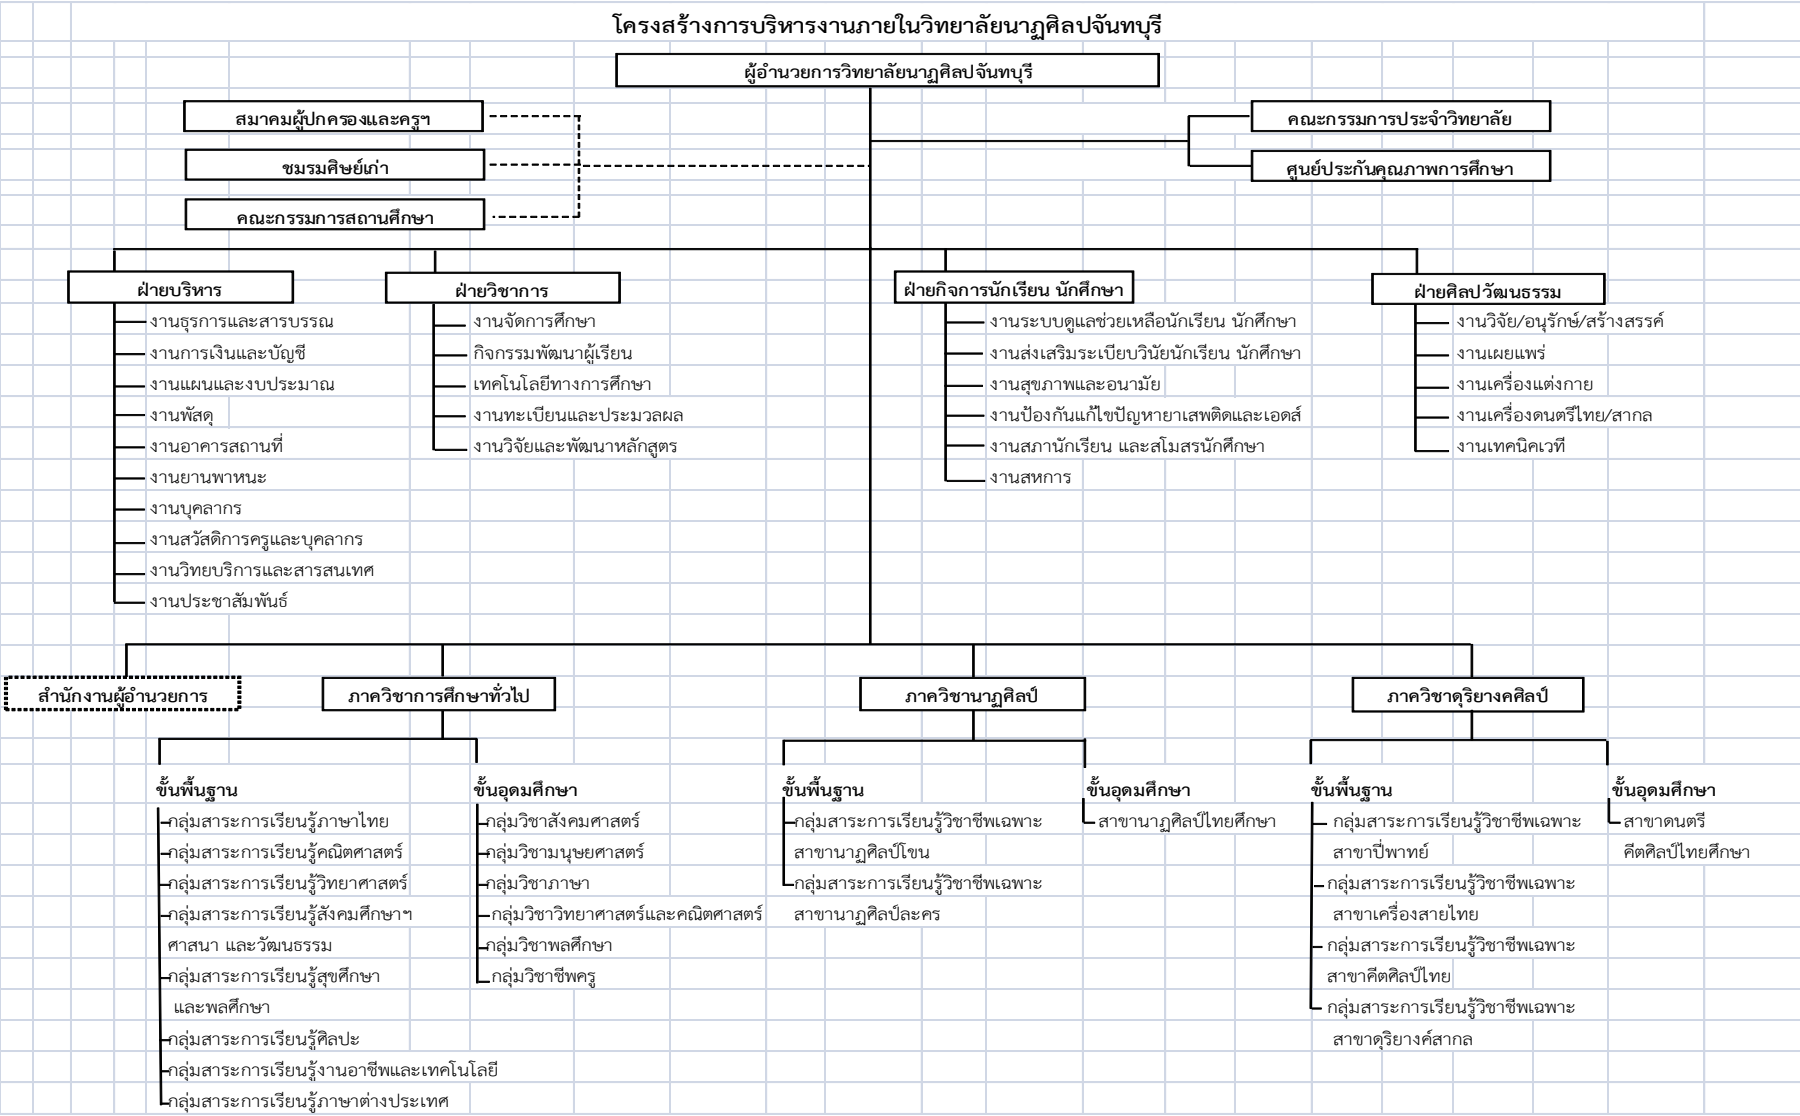 โครงสร้างการบริหารงานภายในวิทยาลัยนาฏศิลปจันทบุรี
ผู้อำนวยการวิทยาลัยนาฏศิลปจันทบุรี
สมาคมผู้ปกครองและครูฯ
ชมรมศิษย์เก่า
คณะกรรมการสถานศึกษา
คณะกรรมการประจำวิทยาลัย
ศูนย์ประกันคุณภาพการศึกษา
ฝ่ายบริหาร
งานธุรการและสารบรรณ
งานการเงินและบัญชี
งานแผนและงบประมาณ
งานพัสดุ
งานอาคารสถานที่
งานยานพาหนะ
งานบุคลากร
งานสวัสดิการครูและบุคลากร
งานวิทยบริการและสารสนเทศ
งานประชาสัมพันธ์
ฝ่ายวิชาการ
งานจัดการศึกษา
กิจกรรมพัฒนาผู้เรียน
เทคโนโลยีทางการศึกษา
งานทะเบียนและประมวลผล
งานวิจัยและพัฒนาหลักสูตร
ฝ่ายกิจการนักเรียน นักศึกษา
งานระบบดูแลช่วยเหลือนักเรียน นักศึกษา
งานส่งเสริมระเบียบวินัยนักเรียน นักศึกษา
งานสุขภาพและอนามัย
งานป้องกันแก้ไขปัญหายาเสพติดและเอดส์
งานสภานักเรียน และสโมสรนักศึกษา
งานสหการ
ฝ่ายศิลปวัฒนธรรม
งานวิจัย/อนุรักษ์/สร้างสรรค์
งานเผยแพร่
งานเครื่องแต่งกาย
งานเครื่องดนตรีไทย/สากล
งานเทคนิคเวที
สำนักงานผู้อำนวยการ
ภาควิชาการศึกษาทั่วไป
ขั้นพื้นฐาน
กลุ่มสาระการเรียนรู้ภาษาไทย
กลุ่มสาระการเรียนรู้คณิตศาสตร์
กลุ่มสาระการเรียนรู้วิทยาศาสตร์
กลุ่มสาระการเรียนรู้สังคมศึกษาฯ
ศาสนา และวัฒนธรรม
กลุ่มสาระการเรียนรู้สุขศึกษา
และพลศึกษา
กลุ่มสาระการเรียนรู้ศิลปะ
กลุ่มสาระการเรียนรู้งานอาชีพและเทคโนโลยี
กลุ่มสาระการเรียนรู้ภาษาต่างประเทศ
ขั้นอุดมศึกษา
กลุ่มวิชาสังคมศาสตร์
กลุ่มวิชามนุษยศาสตร์
กลุ่มวิชาภาษา
กลุ่มวิชาวิทยาศาสตร์และคณิตศาสตร์
กลุ่มวิชาพลศึกษา
กลุ่มวิชาชีพครู
ภาควิชานาฏศิลป์
ขั้นพื้นฐาน
กลุ่มสาระการเรียนรู้วิชาชีพเฉพาะ
สาขานาฏศิลป์โขน
กลุ่มสาระการเรียนรู้วิชาชีพเฉพาะ
สาขานาฏศิลป์ละคร
ขั้นอุดมศึกษา
สาขานาฏศิลป์ไทยศึกษา
ภาควิชาดุริยางคศิลป์
ขั้นพื้นฐาน
กลุ่มสาระการเรียนรู้วิชาชีพเฉพาะ
สาขาปี่พาทย์
กลุ่มสาระการเรียนรู้วิชาชีพเฉพาะ
สาขาเครื่องสายไทย
กลุ่มสาระการเรียนรู้วิชาชีพเฉพาะ
สาขาคีตศิลป์ไทย
กลุ่มสาระการเรียนรู้วิชาชีพเฉพาะ
สาขาดุริยางค์สากล
ขั้นอุดมศึกษา
สาขาดนตรี
คีตศิลป์ไทยศึกษา